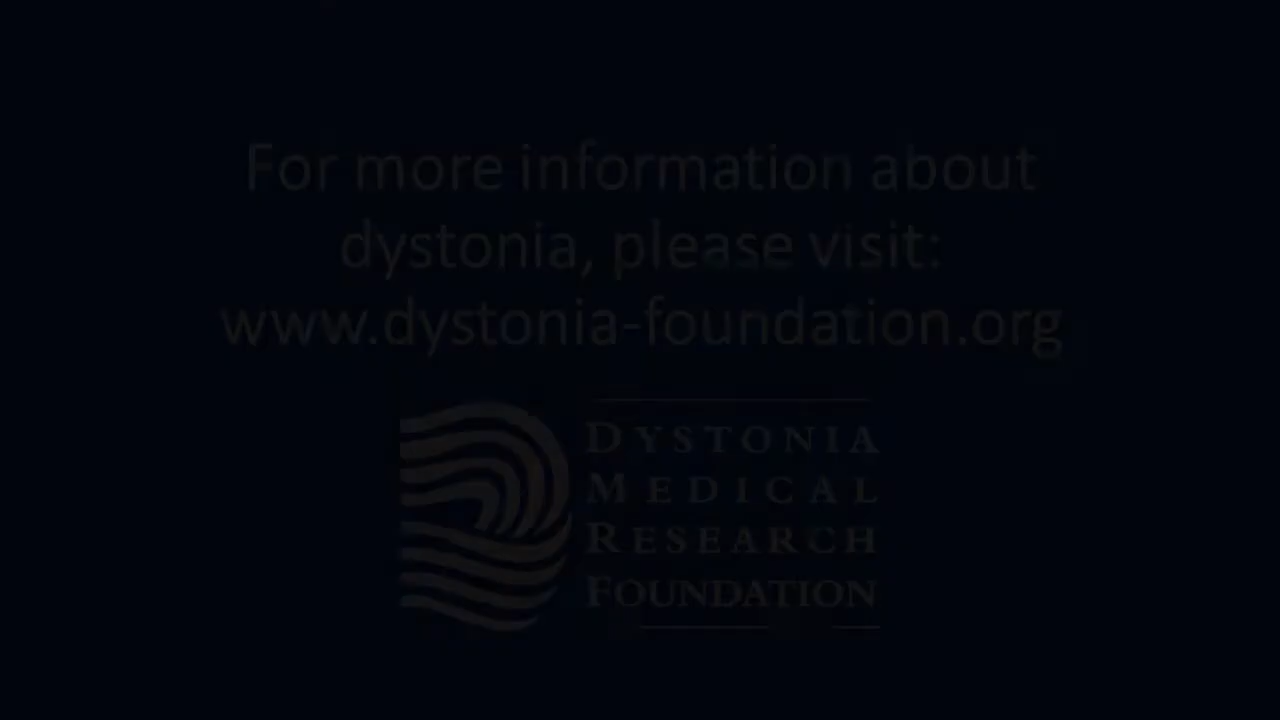 For more information about
dystonia, please visit:
www.dystonia-foundation.org
DYSTONIA
MEDICAL
RESEARCH
FOUNDATION